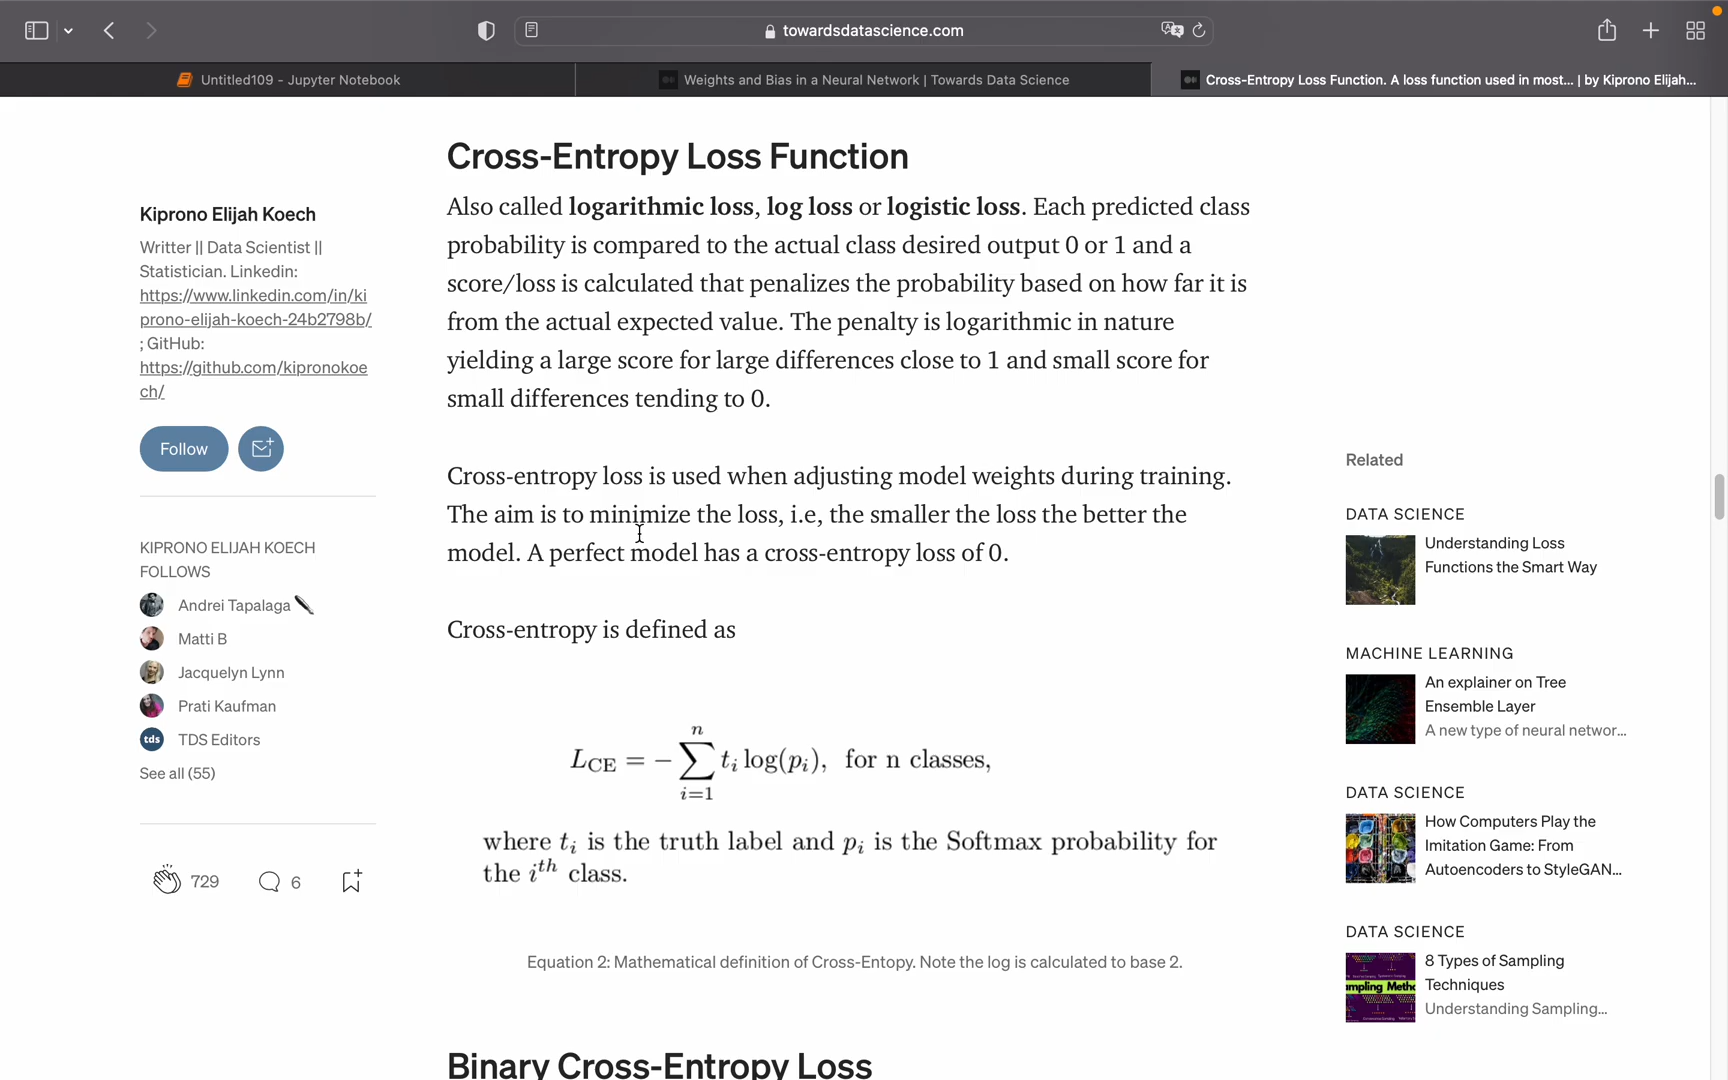 towardsdatascience.com
Untitled109 - Jupyter Notebook
Weights and Bias in a Neural Network | Towards Data Science
Cross-Entropy Loss Function. A loss function used in most... | by Kiprono Elijah...
Kiprono Elijah Koech
Writter || Data Scientist ||
Statistician. Linkedin:
https://www.linkedin.com/in/ki
prono-elijah-koech-24b2798b/
; GitHub:
https://github.com/kipronokoe
ch/
Follow
KIPRONO ELIJAH KOECH
FOLLOWS
Andrei Tapalaga
Matti B
Jacquelyn Lynn
Prati Kaufman
tds TDS Editors
See all (55)
729 6
Cross-Entropy Loss Function
Also called logarithmic loss, log loss or logistic loss. Each predicted class
probability is compared to the actual class desired output 0 or 1 and a
score/loss is calculated that penalizes the probability based on how far it is
from the actual expected value. The penalty is logarithmic in nature
yielding a large score for large differences close to 1 and small score for
small differences tending to 0.
Cross-entropy loss is used when adjusting model weights during training.
The aim is to minimize the loss, i.e, the smaller the loss the better the
model. A perfect model has a cross-entropy loss of 0.
Cross-entropy is defined as
L_CE = − ∑_{i=1}^{n} t_i log(p_i), for n classes,
where t_i is the truth label and p_i is the Softmax probability for
the i^th class.
Equation 2: Mathematical definition of Cross-Entopy. Note the log is calculated to base 2.
Binary Cross-Entropy Loss
Related
DATA SCIENCE
Understanding Loss
Functions the Smart Way
MACHINE LEARNING
An explainer on Tree
Ensemble Layer
A new type of neural networ...
DATA SCIENCE
How Computers Play the
Imitation Game: From
Autoencoders to StyleGAN...
DATA SCIENCE
8 Types of Sampling
Techniques
Understanding Sampling...